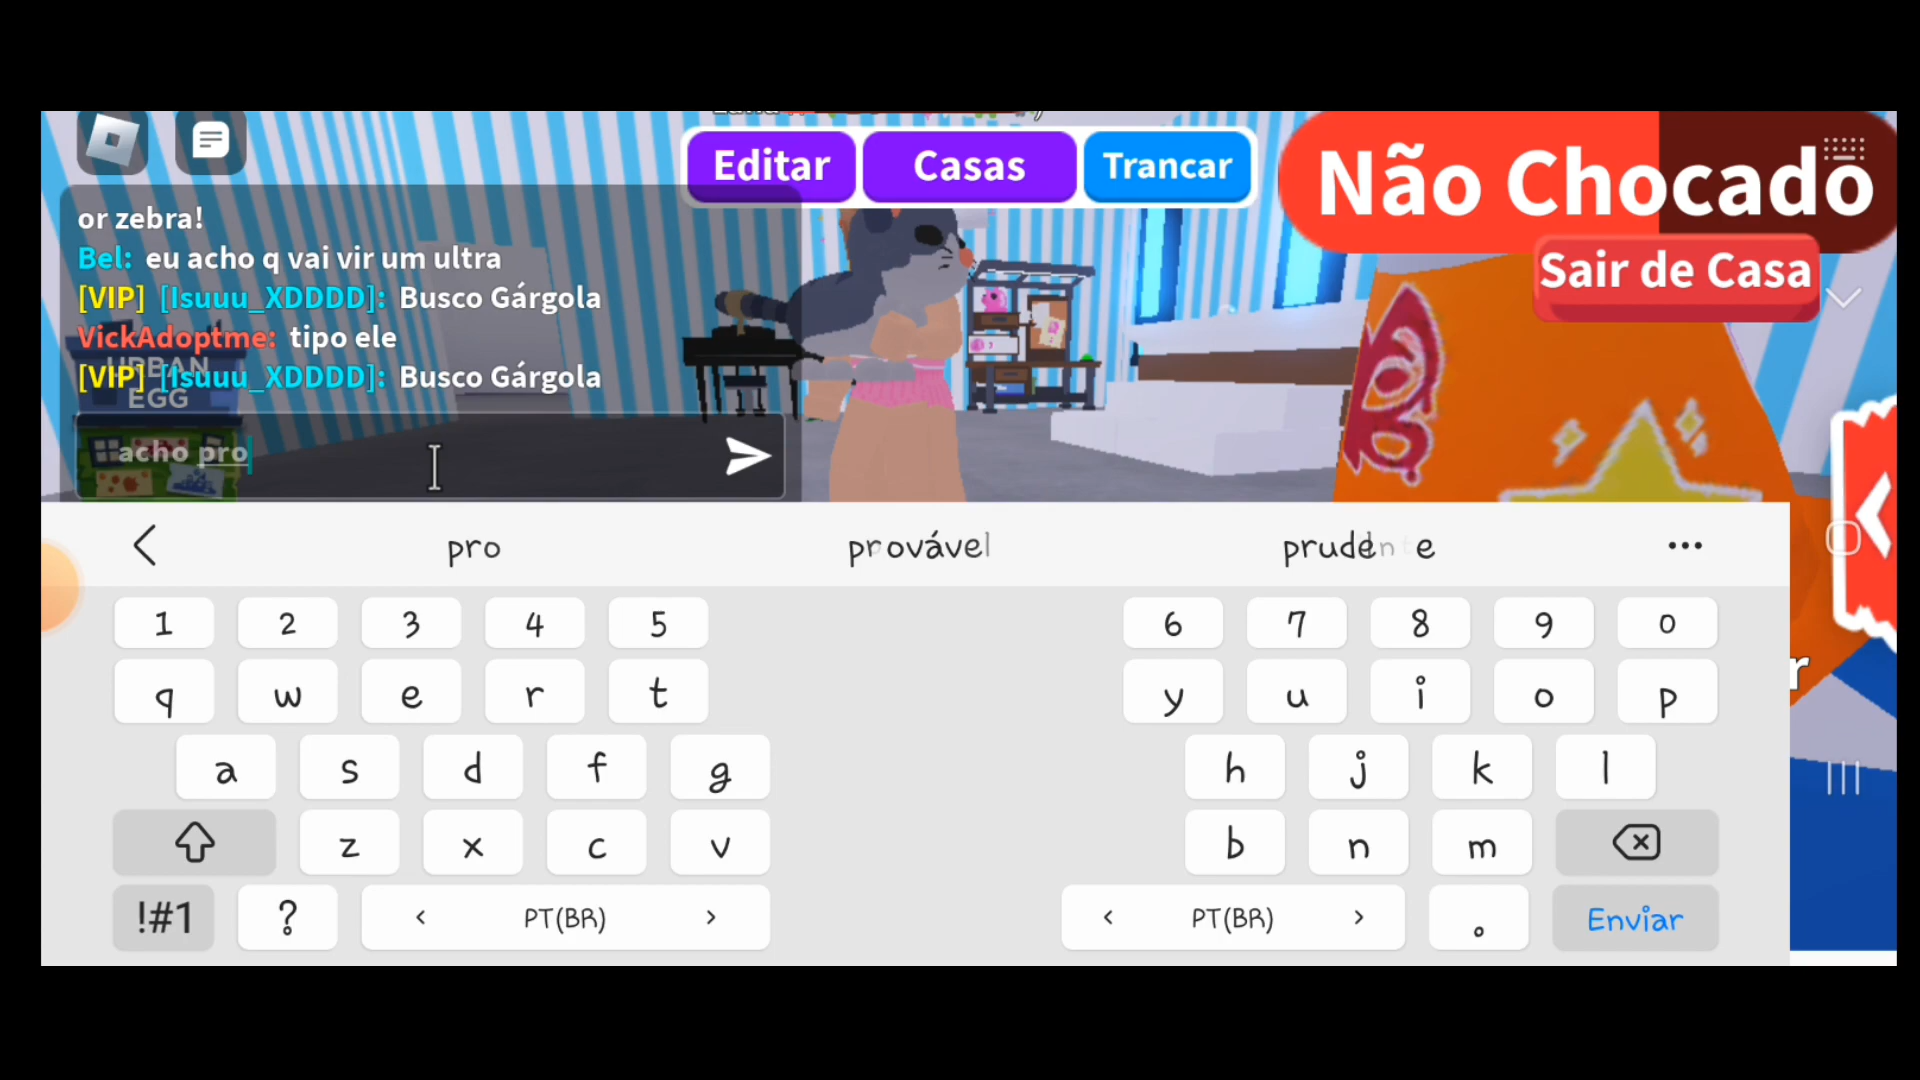 Editar
Casas
Trancar
Não Chocado
Sair de Casa
or zebra!
Bel: eu acho q vai vir um ultra
[VIP] [Isuuu_XDDDD]: Busco Gárgola
VickAdoptme: tipo ele
[VIP] [Isuuu_XDDDD]: Busco Gárgola
URBAN
EGG
acho pro
pro provável prudente
1 2 3 4 5 6 7 8 9 0
q w e r t y u i o p
a s d f g h j k l
z x c v b n m
!#1 ? < PT(BR) > < PT(BR) > . Enviar